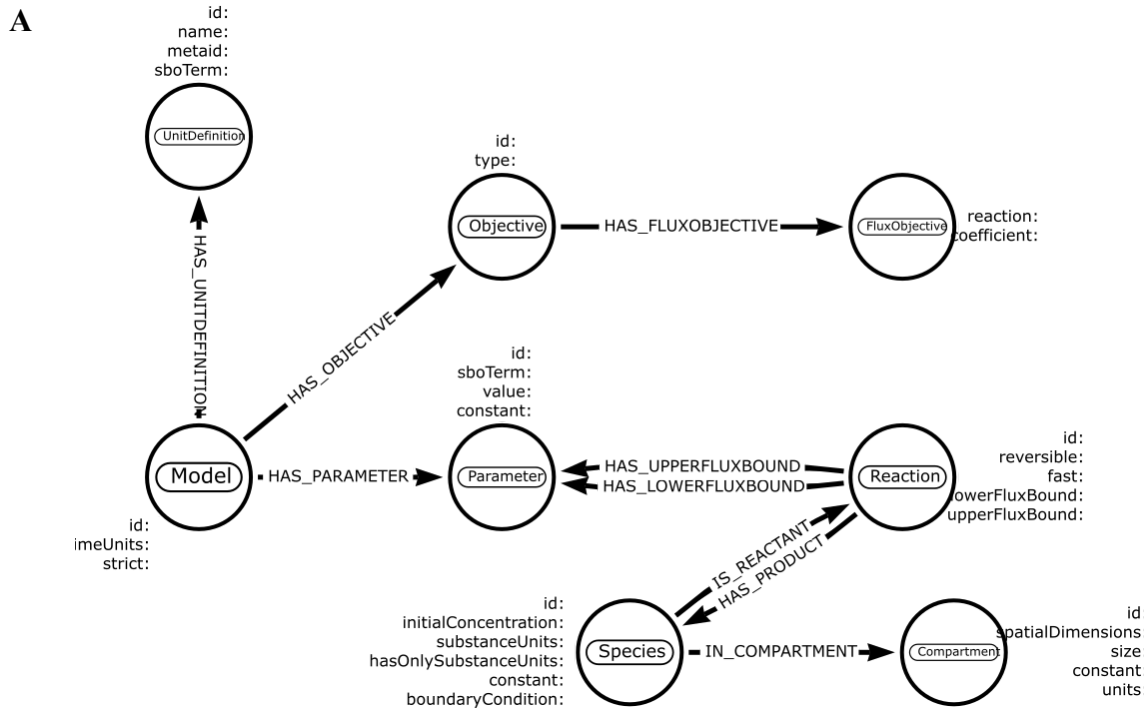 A
id:
name:
metaid:
sboTerm:
UnitDefinition
id:
type:
Objective
HAS_FLUXOBJECTIVE
FluxObjective
reaction:
coefficient:
HAS_UNITDEFINITION
HAS_OBJECTIVE
id:
sboTerm:
value:
constant:
Model
HAS_PARAMETER
Parameter
HAS_UPPERFLUXBOUND
HAS_LOWERFLUXBOUND
Reaction
id:
reversible:
fast:
lowerFluxBound:
upperFluxBound:
id:
imeUnits:
strict:
IS_REACTANT
HAS_PRODUCT
id:
initialConcentration:
substanceUnits:
hasOnlySubstanceUnits:
constant:
boundaryCondition:
Species
IN_COMPARTMENT
Compartment
id:
spatialDimensions:
size:
constant:
units